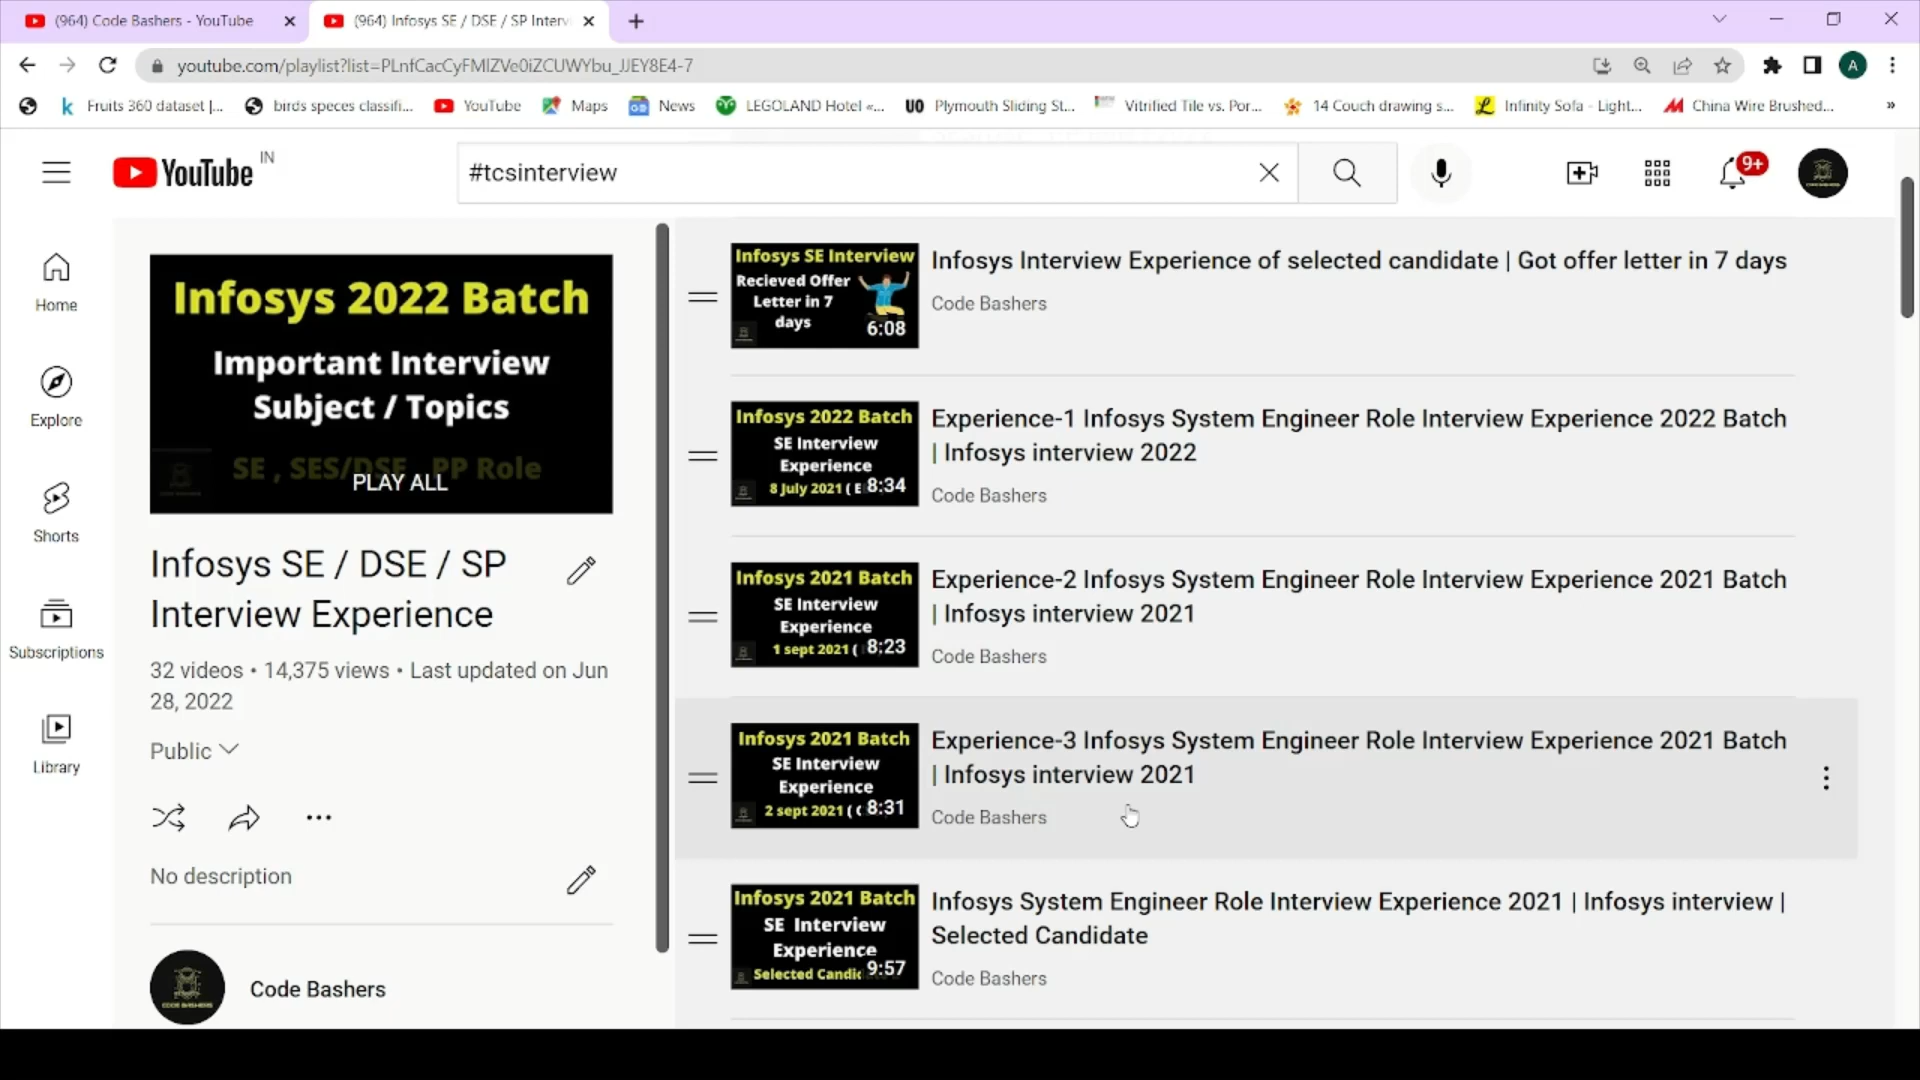 (964) Code Bashers - YouTube
(964) Infosys SE / DSE / SP Interv
youtube.com/playlist?list=PLnfCacCyFMIZVe0iZCUWYbu_JJEY8E4-7
A
Fruits 360 dataset |...
birds speces classifi...
YouTube
Maps
News
LEGOLAND Hotel «...
Plymouth Sliding St...
Vitrified Tile vs. Por...
14 Couch drawing s...
Infinity Sofa - Light...
China Wire Brushed...
»
YouTube IN
#tcsinterview
9+
Home
Explore
Shorts
Subscriptions
Library
Infosys 2022 Batch
Important Interview
Subject / Topics
SE , SES/DSE , PP Role
PLAY ALL
Infosys SE / DSE / SP
Interview Experience
32 videos • 14,375 views • Last updated on Jun
28, 2022
Public
No description
Code Bashers
Infosys SE Interview
Recieved Offer
Letter in 7
days
6:08
Infosys Interview Experience of selected candidate | Got offer letter in 7 days
Code Bashers
Infosys 2022 Batch
SE Interview
Experience
8 July 2021 ( E
8:34
Experience-1 Infosys System Engineer Role Interview Experience 2022 Batch
| Infosys interview 2022
Code Bashers
Infosys 2021 Batch
SE Interview
Experience
1 sept 2021 (
8:23
Experience-2 Infosys System Engineer Role Interview Experience 2021 Batch
| Infosys interview 2021
Code Bashers
Infosys 2021 Batch
SE Interview
Experience
2 sept 2021 (
8:31
Experience-3 Infosys System Engineer Role Interview Experience 2021 Batch
| Infosys interview 2021
Code Bashers
Infosys 2021 Batch
SE Interview
Experience
Selected Candid
9:57
Infosys System Engineer Role Interview Experience 2021 | Infosys interview |
Selected Candidate
Code Bashers